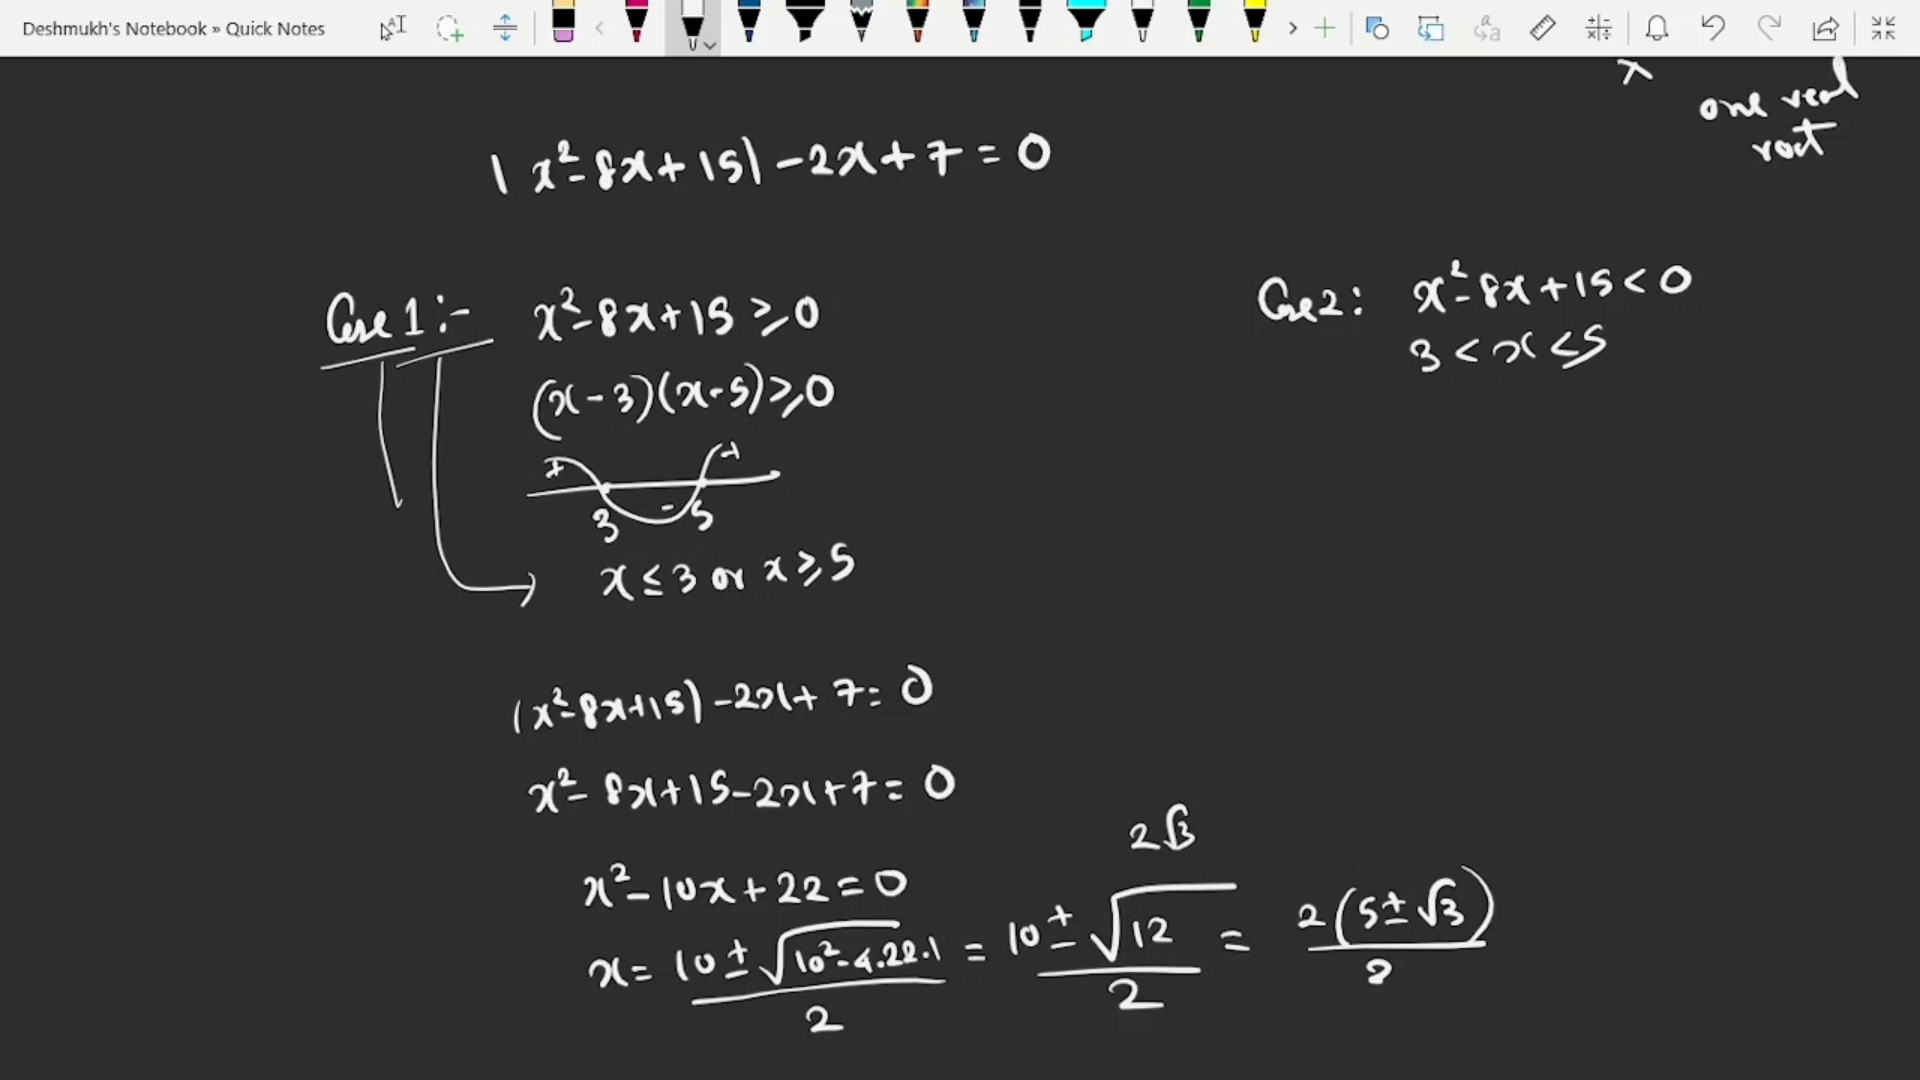 Deshmukh's Notebook » Quick Notes
one real
root
|x²-8x+15|-2x+7=0
Case 1:- x²-8x+15≥0
(x-3)(x-5)≥0
+ - +
3 5
x≤3 or x≥5
Case 2: x²-8x+15<0
3<x<5
(x²-8x+15)-2x+7=0
x²-8x+15-2x+7=0
x²-10x+22=0
2√3
x= 10±√10²-4.22.1 / 2 = 10±√12 / 2 = 2(5±√3) / 2